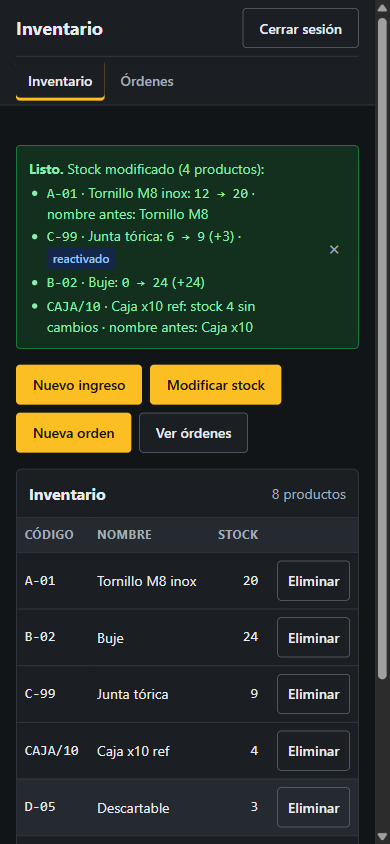 Inventario
Cerrar sesión
Inventario
Órdenes
Listo. Stock modificado (4 productos):
• A-01 · Tornillo M8 inox: 12 → 20 ·
nombre antes: Tornillo M8
• C-99 · Junta tórica: 6 → 9 (+3) ·
reactivado
• B-02 · Buje: 0 → 24 (+24)
• CAJA/10 · Caja x10 ref: stock 4 sin
cambios · nombre antes: Caja x10
×
Nuevo ingreso
Modificar stock
Nueva orden
Ver órdenes
Inventario
8 productos
CÓDIGO NOMBRE STOCK
A-01 Tornillo M8 inox 20 Eliminar
B-02 Buje 24 Eliminar
C-99 Junta tórica 9 Eliminar
CAJA/10 Caja x10 ref 4 Eliminar
D-05 Descartable 3 Eliminar